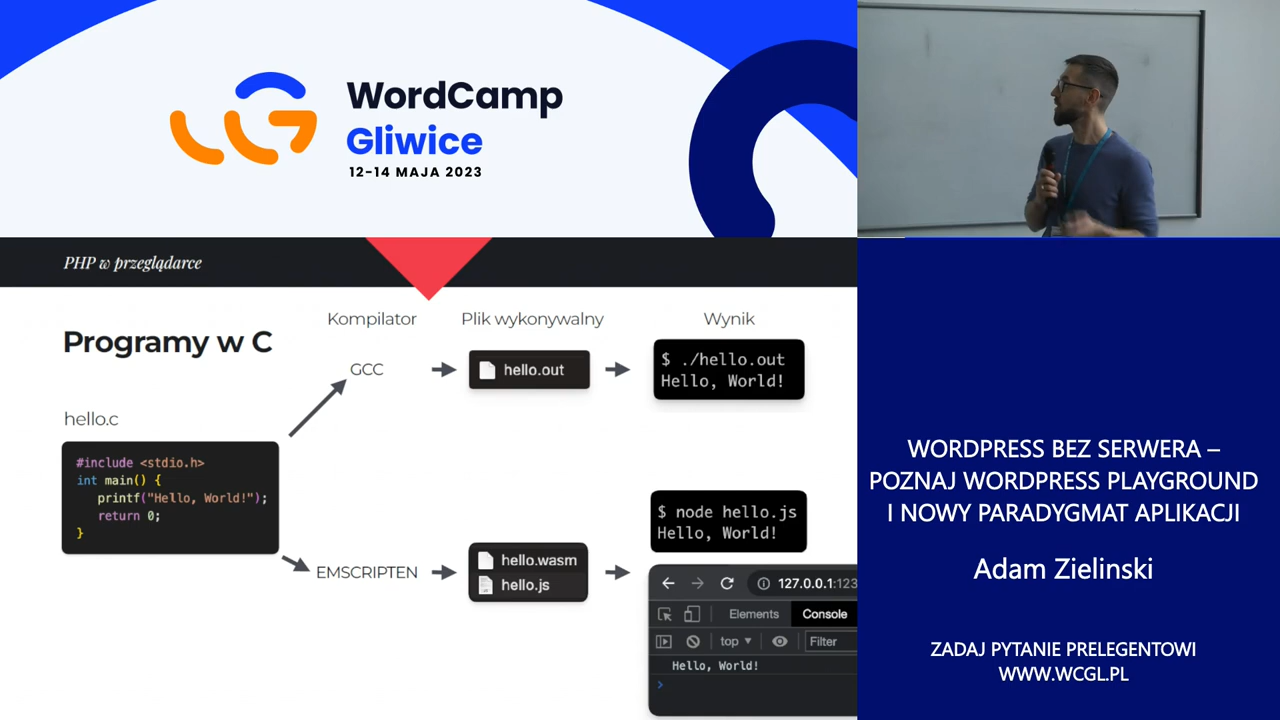 WordCamp
Gliwice
12-14 MAJA 2023
PHP w przeglądarce
Programy w C
Kompilator
Plik wykonywalny
Wynik
GCC
hello.out
$ ./hello.out
Hello, World!
hello.c
#include <stdio.h>
int main() {
printf("Hello, World!");
return 0;
}
EMSCRIPTEN
hello.wasm
hello.js
$ node hello.js
Hello, World!
127.0.0.1:123
Elements
Console
top
Filter
Hello, World!
>
WORDPRESS BEZ SERWERA –
POZNAJ WORDPRESS PLAYGROUND
I NOWY PARADYGMAT APLIKACJI
Adam Zielinski
ZADAJ PYTANIE PRELEGENTOWI
WWW.WCGL.PL